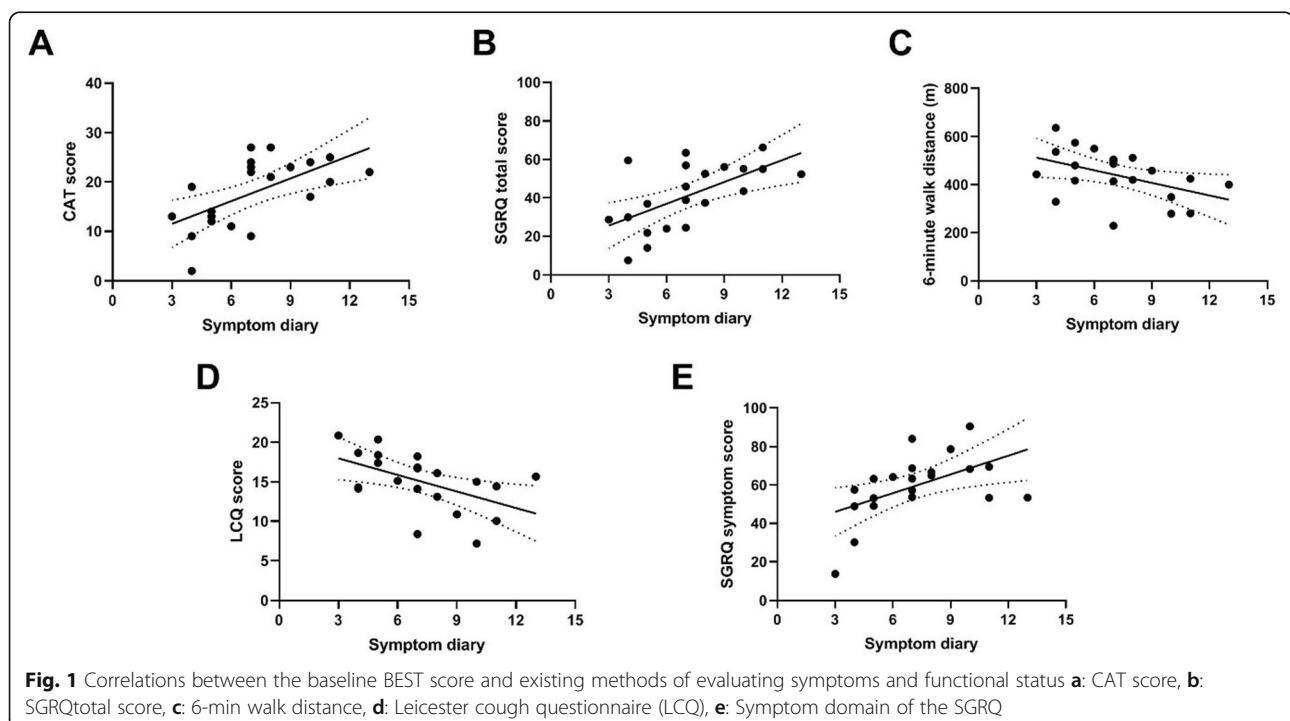 A
CAT score
40
30
20
10
0
0 3 6 9 12 15
Symptom diary
B
SGRQ total score
100
80
60
40
20
0
0 3 6 9 12 15
Symptom diary
C
6-minute walk distance (m)
800
600
400
200
0
0 3 6 9 12 15
Symptom diary
D
LCQ score
25
20
15
10
5
0
0 3 6 9 12 15
Symptom diary
E
SGRQ symptom score
100
80
60
40
20
0
0 3 6 9 12 15
Symptom diary
Fig. 1 Correlations between the baseline BEST score and existing methods of evaluating symptoms and functional status a: CAT score, b:
SGRQtotal score, c: 6-min walk distance, d: Leicester cough questionnaire (LCQ), e: Symptom domain of the SGRQ